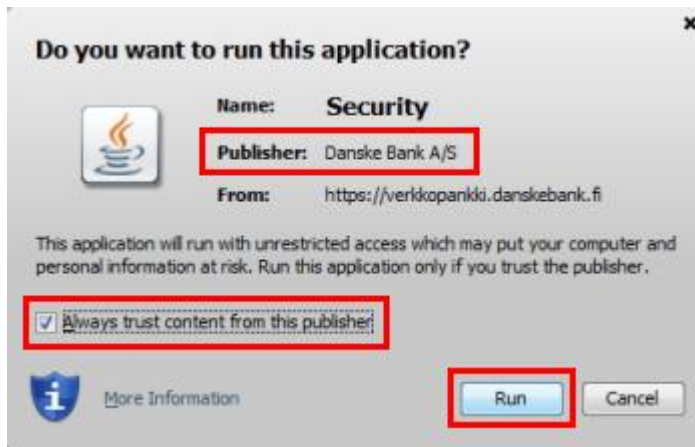 Do you want to run this application?
Name: Security
Publisher: Danske Bank A/S
From: https://verkkopankki.danskebank.fi
This application will run with unrestricted access which may put your computer and
personal information at risk. Run this application only if you trust the publisher.
Always trust content from this publisher
More Information
Run
Cancel